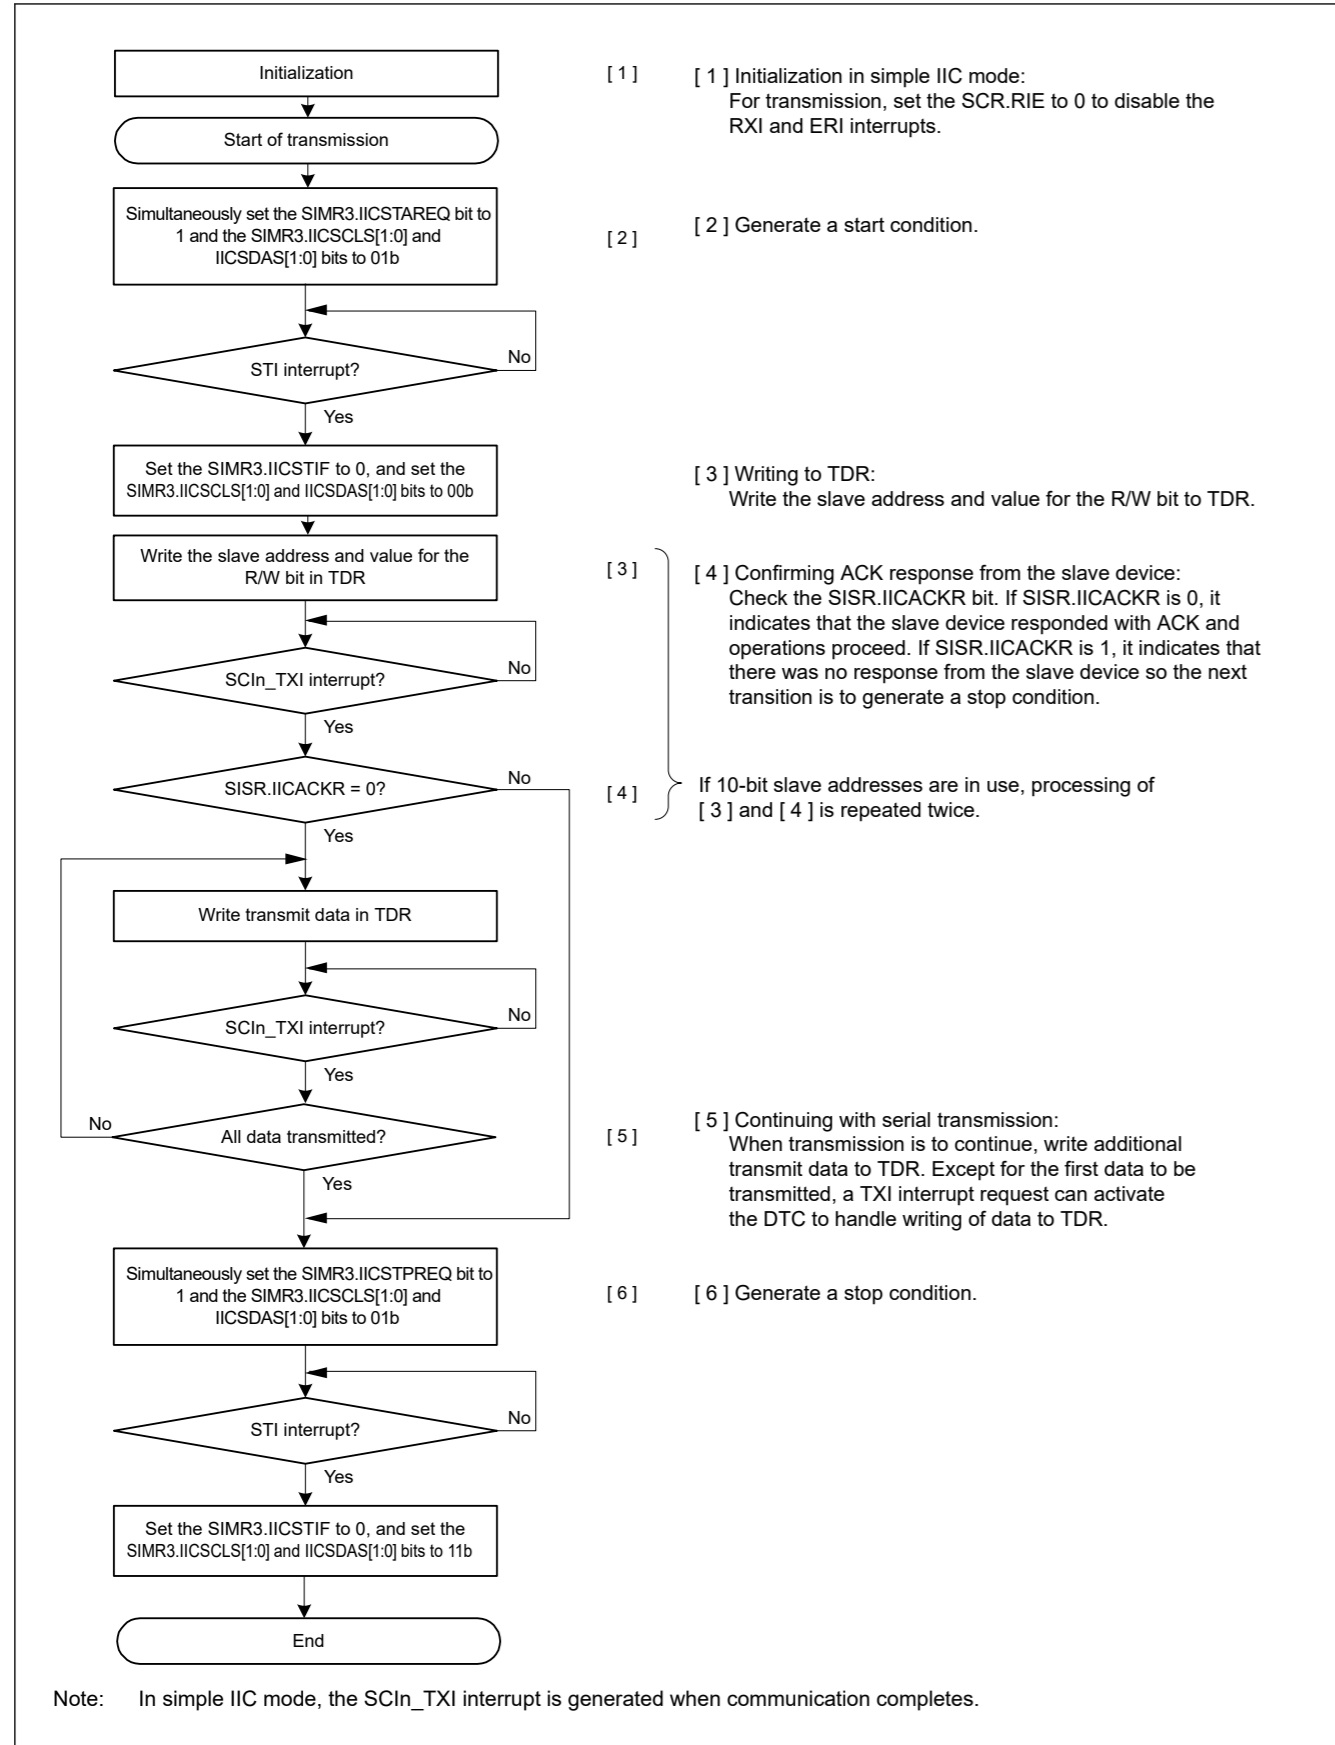 Initialization
[ 1 ]
[ 1 ] Initialization in simple IIC mode:
For transmission, set the SCR.RIE to 0 to disable the
RXI and ERI interrupts.
Start of transmission
Simultaneously set the SIMR3.IICSTAREQ bit to
1 and the SIMR3.IICSCLS[1:0] and
IICSDAS[1:0] bits to 01b
[ 2 ]
[ 2 ] Generate a start condition.
STI interrupt?
No
Yes
Set the SIMR3.IICSTIF to 0, and set the
SIMR3.IICSCLS[1:0] and IICSDAS[1:0] bits to 00b
[ 3 ] Writing to TDR:
Write the slave address and value for the R/W bit to TDR.
Write the slave address and value for the
R/W bit in TDR
[ 3 ]
[ 4 ] Confirming ACK response from the slave device:
Check the SISR.IICACKR bit. If SISR.IICACKR is 0, it
indicates that the slave device responded with ACK and
operations proceed. If SISR.IICACKR is 1, it indicates that
there was no response from the slave device so the next
transition is to generate a stop condition.
SCIn_TXI interrupt?
No
Yes
SISR.IICACKR = 0?
No
[ 4 ]
If 10-bit slave addresses are in use, processing of
[ 3 ] and [ 4 ] is repeated twice.
Yes
Write transmit data in TDR
SCIn_TXI interrupt?
No
Yes
No
All data transmitted?
[ 5 ]
[ 5 ] Continuing with serial transmission:
When transmission is to continue, write additional
transmit data to TDR. Except for the first data to be
transmitted, a TXI interrupt request can activate
the DTC to handle writing of data to TDR.
Yes
Simultaneously set the SIMR3.IICSTPREQ bit to
1 and the SIMR3.IICSCLS[1:0] and
IICSDAS[1:0] bits to 01b
[ 6 ]
[ 6 ] Generate a stop condition.
STI interrupt?
No
Yes
Set the SIMR3.IICSTIF to 0, and set the
SIMR3.IICSCLS[1:0] and IICSDAS[1:0] bits to 11b
End
Note: In simple IIC mode, the SCIn_TXI interrupt is generated when communication completes.